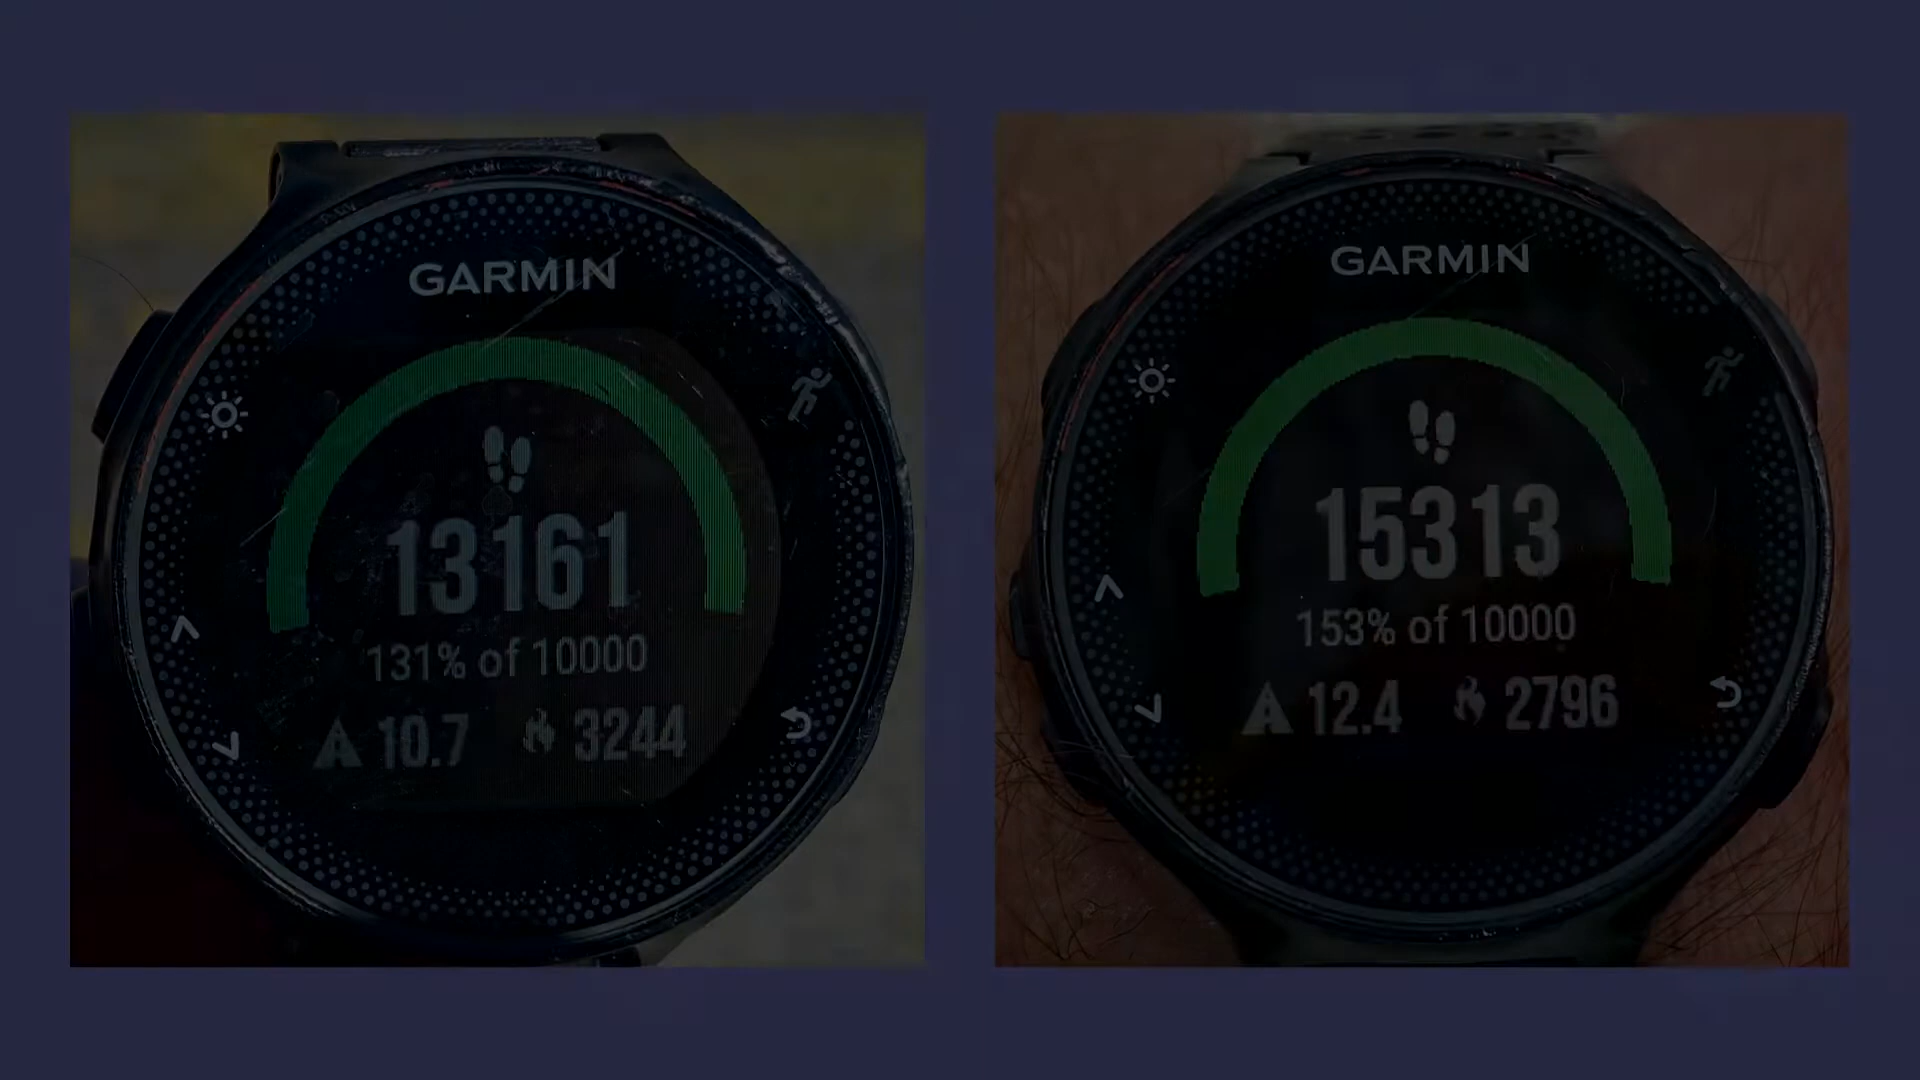 GARMIN
13161
131% of 10000
10.7 3244
GARMIN
15313
153% of 10000
12.4 2796